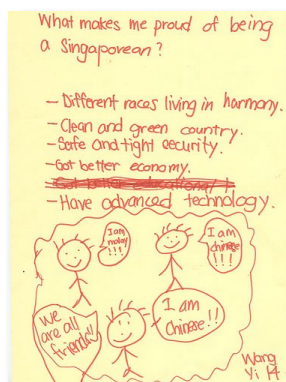 What makes me proud of being
a Singaporean?
- Different races living in harmony.
- Clean and green country.
- Safe and tight security.
- Got better economy.
- Have advanced technology.
I am
malay
!!!
I am
chinese
!!!
We
are all
friends!!
I am
Chinese!!
Wang
Yi